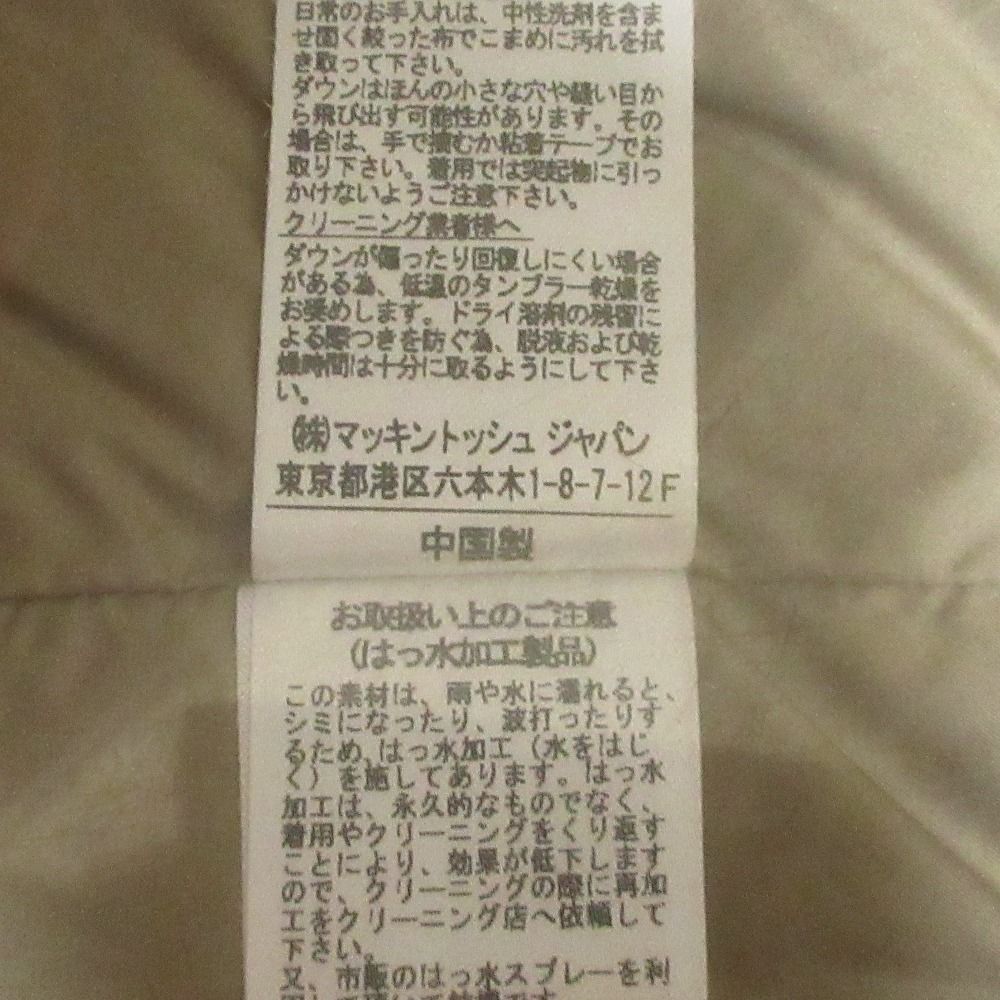 日常のお手入れは、中性洗剤を含ま
せ固く絞った布でこまめに汚れを拭
き取って下さい。
ダウンはほんの小さな穴や縫い目か
ら飛び出す可能性があります。その
場合は、手で摘むか粘着テープでお
取り下さい。着用では突起物に引っ
かけないようご注意下さい。
クリーニング業者様へ
ダウンが偏ったり回復しにくい場合
がある為、低温のタンブラー乾燥を
お奨めします。ドライ溶剤の残留に
よる際つきを防ぐ為、脱液および乾
燥時間は十分に取るようにして下さ
い。
㈱マッキントッシュ ジャパン
東京都港区六本木1-8-7-12F
中国製
お取扱い上のご注意
(はっ水加工製品)
この素材は、雨や水に濡れると、
シミになったり、波打ったりす
るため,はっ水加工（水をはじ
く）を施してあります。はっ水
加工は、永久的なものでなく、
着用やクリーニングをくり返す
ことにより、効果が低下します
ので、クリーニングの際に再加
工をクリーニング店へ依頼して
下さい。
又、市販のはっ水スプレーを利